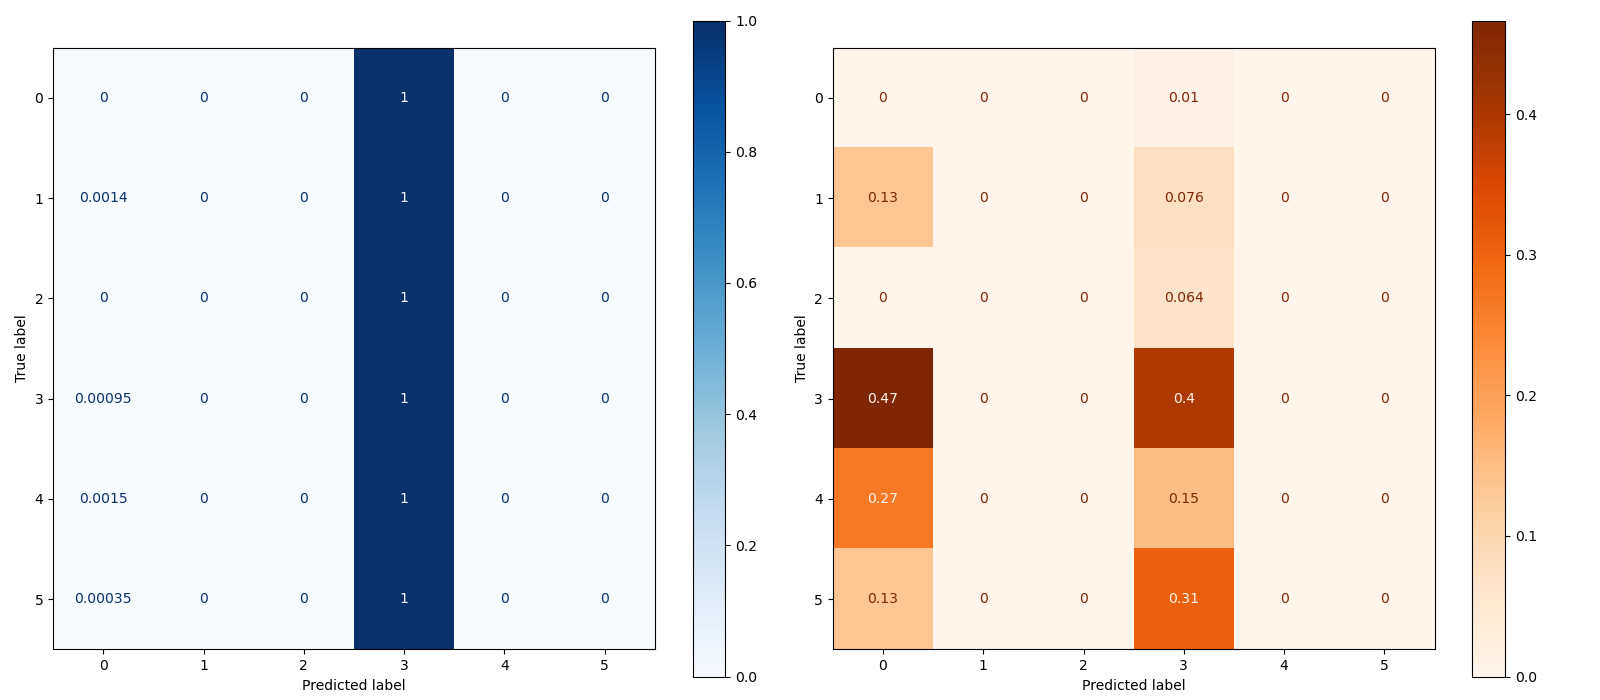 0 0 0 0 1 0 0
1 0.0014 0 0 1 0 0
2 0 0 0 1 0 0
3 0.00095 0 0 1 0 0
4 0.0015 0 0 1 0 0
5 0.00035 0 0 1 0 0
0 1 2 3 4 5
True label
Predicted label
1.0
0.8
0.6
0.4
0.2
0.0
0 0 0 0 0.01 0 0
1 0.13 0 0 0.076 0 0
2 0 0 0 0.064 0 0
3 0.47 0 0 0.4 0 0
4 0.27 0 0 0.15 0 0
5 0.13 0 0 0.31 0 0
0 1 2 3 4 5
True label
Predicted label
0.4
0.3
0.2
0.1
0.0